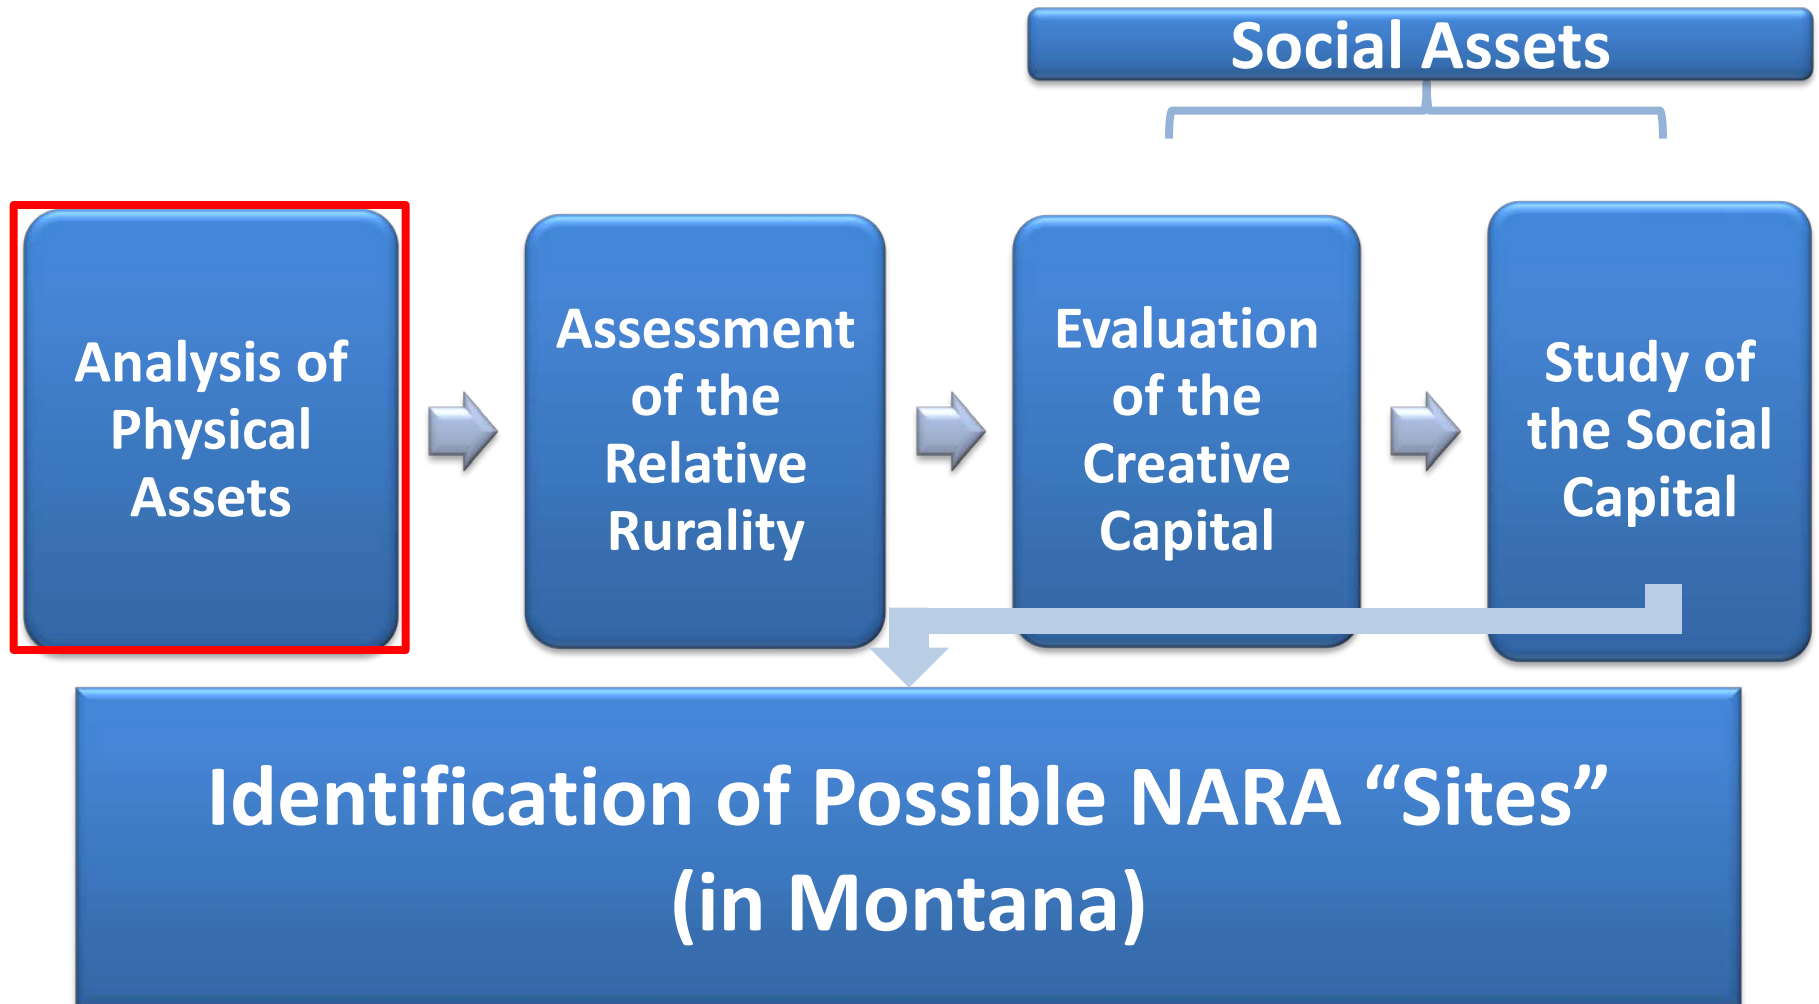 Social Assets
Analysis of
Physical
Assets
Assessment
of the
Relative
Rurality
Evaluation
of the
Creative
Capital
Study of
the Social
Capital
Identification of Possible NARA “Sites”
(in Montana)